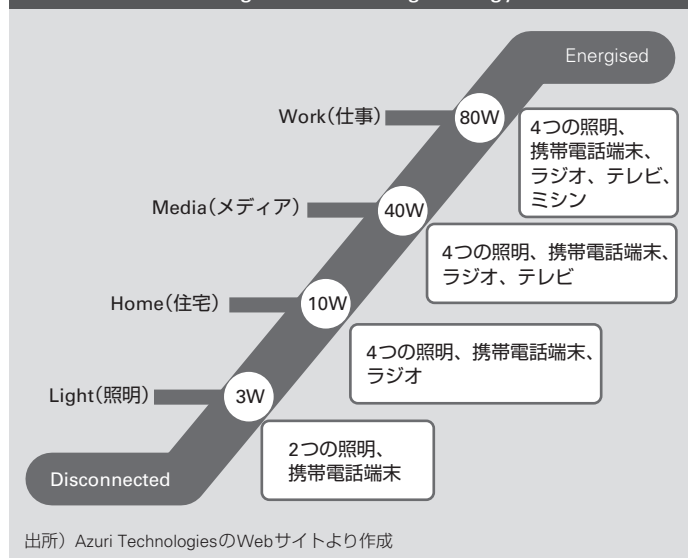 Energised
Work(仕事)
80W
4つの照明、
携帯電話端末、
ラジオ、テレビ、
ミシン
Media(メディア)
40W
4つの照明、携帯電話端末、
ラジオ、テレビ
Home(住宅)
10W
4つの照明、携帯電話端末、
ラジオ
Light(照明)
3W
2つの照明、
携帯電話端末
Disconnected
出所）Azuri TechnologiesのWebサイトより作成